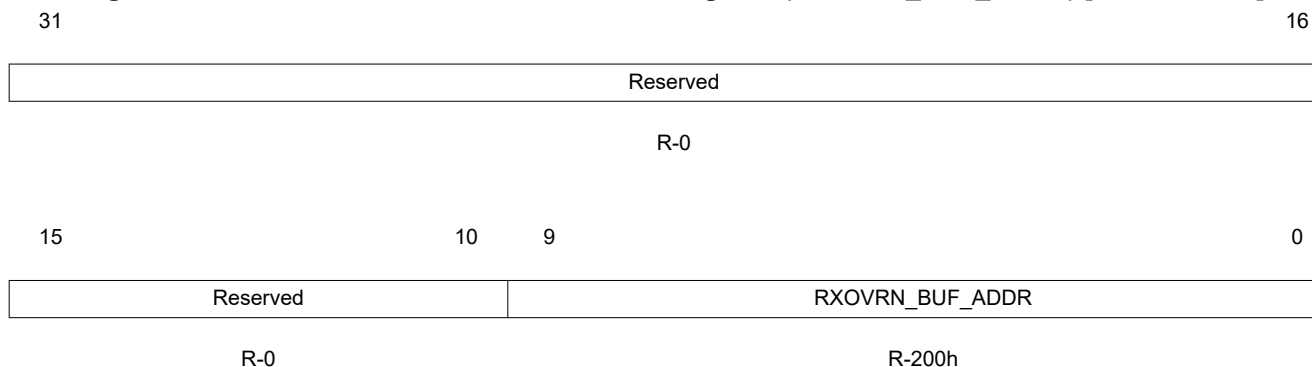 31 16
Reserved
R-0
15 10 9 0
Reserved RXOVRN_BUF_ADDR
R-0 R-200h